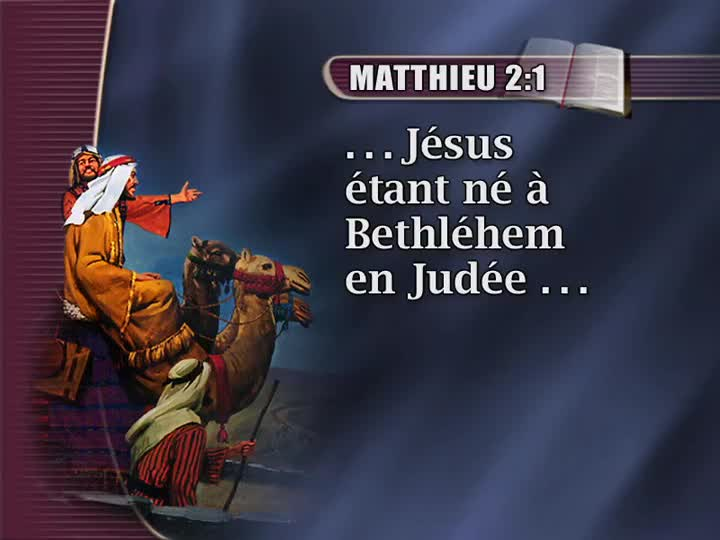 MATTHIEU 2:1
. . . Jésus
étant né à
Bethléhem
en Judée . . .